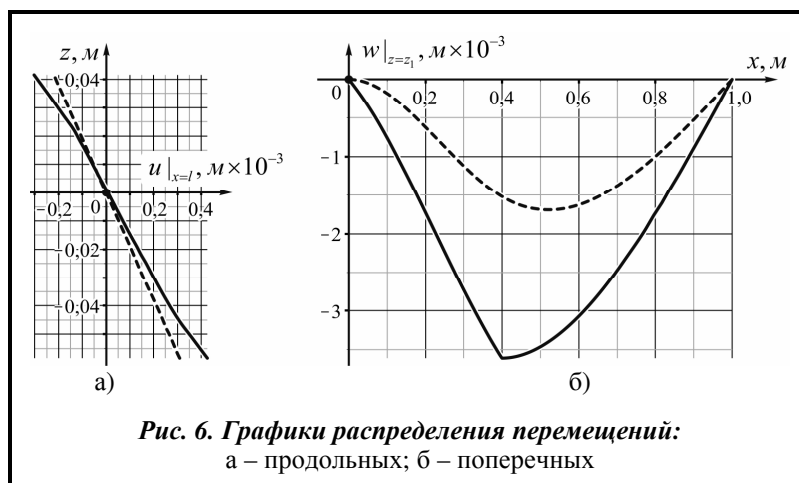 z, м
0,04
u|x=l, м×10⁻³
−0,2
0
0,2
0,4
−0,02
−0,04
а)
w|z=z₁, м×10⁻³
x, м
0
0,2
0,4
0,6
0,8
1,0
−1
−2
−3
б)
Рис. 6. Графики распределения перемещений:
а – продольных; б – поперечных